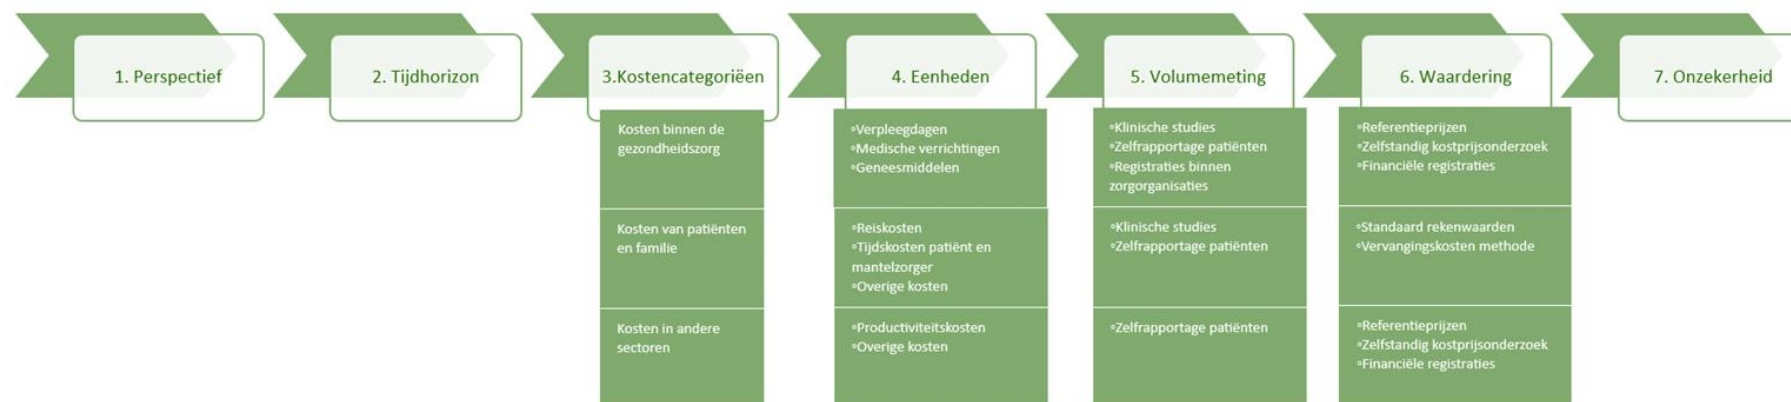 1. Perspectief
2. Tijdhorizon
3.Kostencategoriëen
4. Eenheden
5. Volumemeting
6. Waardering
7. Onzekerheid
Kosten binnen de
gezondheidszorg
◦Verpleegdagen
◦Medische verrichtingen
◦Geneesmiddelen
◦Klinische studies
◦Zelfrapportage patiënten
◦Registraties binnen
zorgorganisaties
◦Referentieprijzen
◦Zelfstandig kostprijsonderzoek
◦Financiële registraties
Kosten van patiënten
en familie
◦Reiskosten
◦Tijdskosten patiënt en
mantelzorger
◦Overige kosten
◦Klinische studies
◦Zelfrapportage patiënten
◦Standaard rekenwaarden
◦Vervangingskosten methode
Kosten in andere
sectoren
◦Productiviteitskosten
◦Overige kosten
◦Zelfrapportage patiënten
◦Referentieprijzen
◦Zelfstandig kostprijsonderzoek
◦Financiële registraties